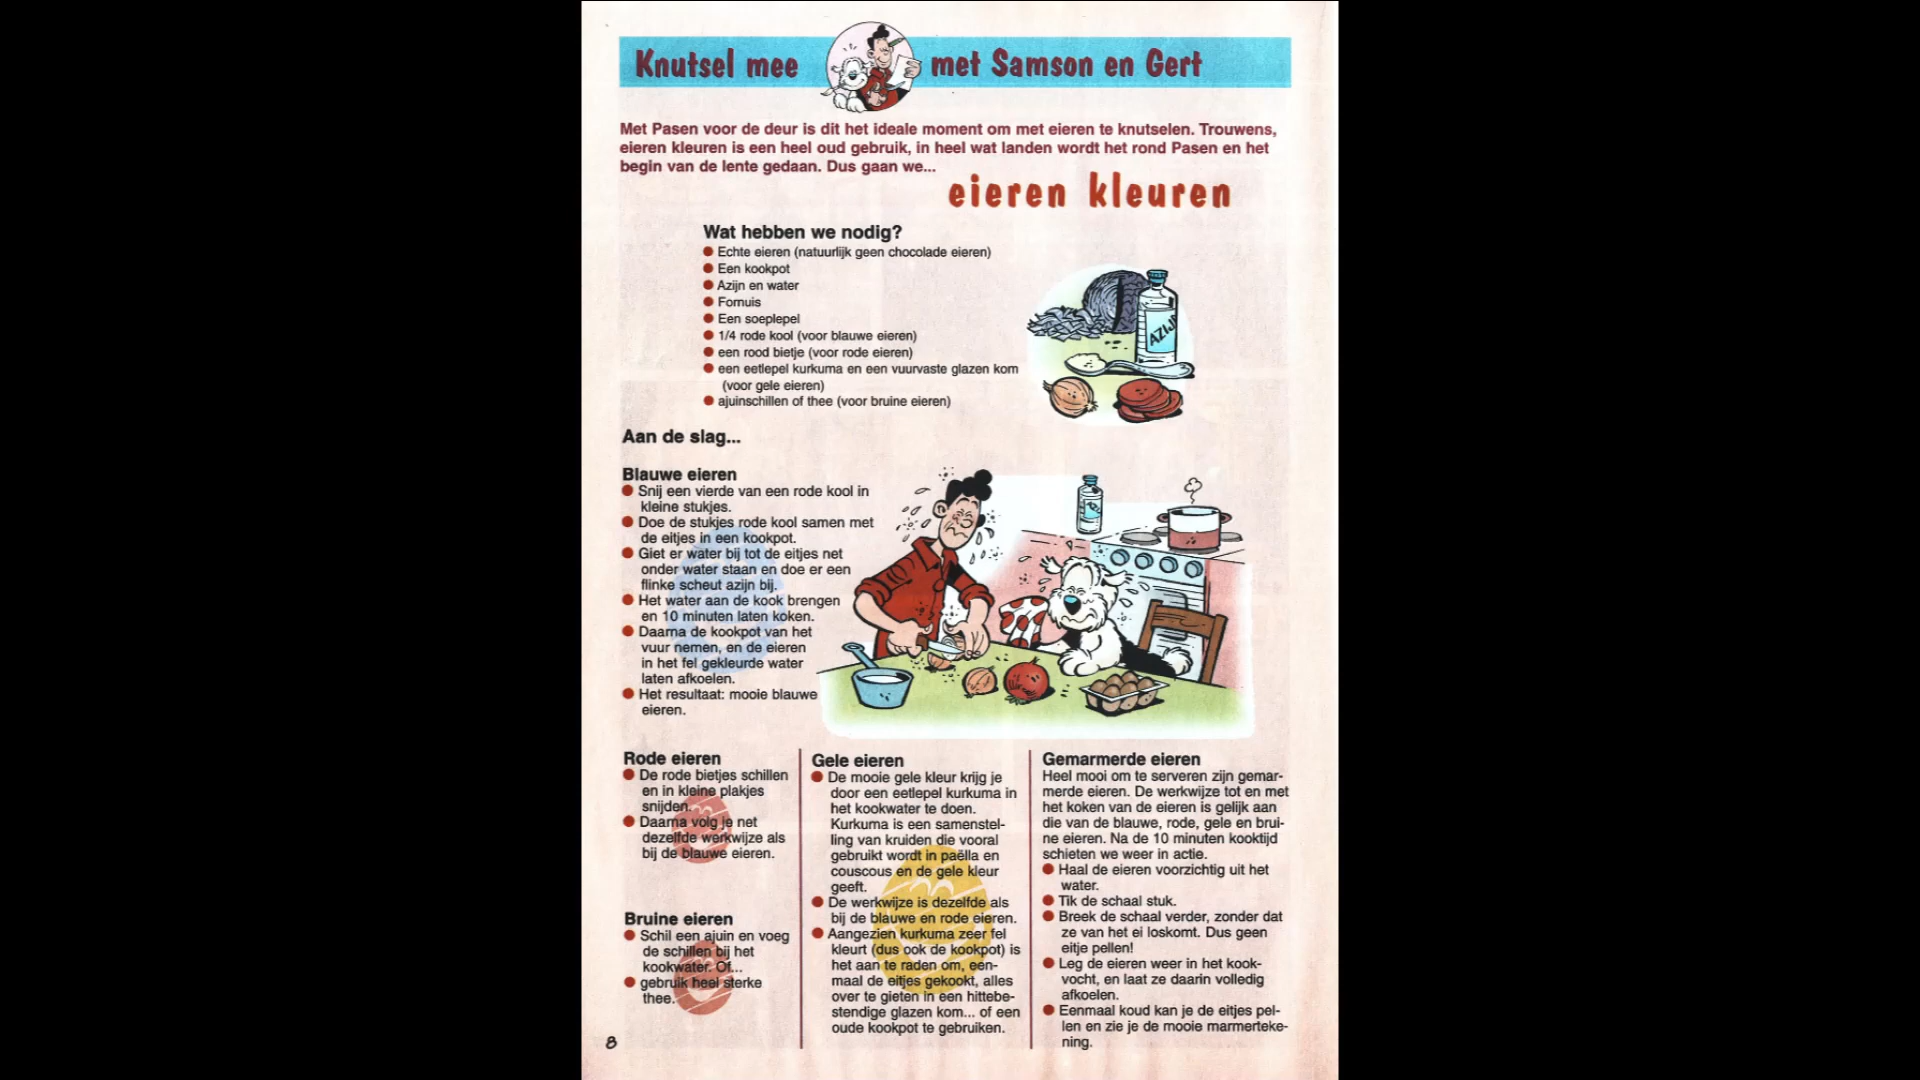 Knutsel mee met Samson en Gert
Met Pasen voor de deur is dit het ideale moment om met eieren te knutselen. Trouwens,
eieren kleuren is een heel oud gebruik, in heel wat landen wordt het rond Pasen en het
begin van de lente gedaan. Dus gaan we...
eieren kleuren
Wat hebben we nodig?
Echte eieren (natuurlijk geen chocolade eieren)
Een kookpot
Azijn en water
Fornuis
Een soeplepel
1/4 rode kool (voor blauwe eieren)
een rood bietje (voor rode eieren)
een eetlepel kurkuma en een vuurvaste glazen kom
(voor gele eieren)
ajuinschillen of thee (voor bruine eieren)
AZIJN
Aan de slag...
Blauwe eieren
Snij een vierde van een rode kool in
kleine stukjes.
Doe de stukjes rode kool samen met
de eitjes in een kookpot.
Giet er water bij tot de eitjes net
onder water staan en doe er een
flinke scheut azijn bij.
Het water aan de kook brengen
en 10 minuten laten koken.
Daarna de kookpot van het
vuur nemen, en de eieren
in het fel gekleurde water
laten afkoelen.
Het resultaat: mooie blauwe
eieren.
Rode eieren
De rode bietjes schillen
en in kleine plakjes
snijden.
Daarna volg je net
dezelfde werkwijze als
bij de blauwe eieren.
Bruine eieren
Schil een ajuin en voeg
de schillen bij het
kookwater. Of...
gebruik heel sterke
thee.
Gele eieren
De mooie gele kleur krijg je
door een eetlepel kurkuma in
het kookwater te doen.
Kurkuma is een samenstel-
ling van kruiden die vooral
gebruikt wordt in paëlla en
couscous en de gele kleur
geeft.
De werkwijze is dezelfde als
bij de blauwe en rode eieren.
Aangezien kurkuma zeer fel
kleurt (dus ook de kookpot) is
het aan te raden om, een-
maal de eitjes gekookt, alles
over te gieten in een hittebe-
stendige glazen kom... of een
oude kookpot te gebruiken.
Gemarmerde eieren
Heel mooi om te serveren zijn gemar-
merde eieren. De werkwijze tot en met
het koken van de eieren is gelijk aan
die van de blauwe, rode, gele en brui-
ne eieren. Na de 10 minuten kooktijd
schieten we weer in actie.
Haal de eieren voorzichtig uit het
water.
Tik de schaal stuk.
Breek de schaal verder, zonder dat
ze van het ei loskomt. Dus geen
eitje pellen!
Leg de eieren weer in het kook-
vocht, en laat ze daarin volledig
afkoelen.
Eenmaal koud kan je de eitjes pel-
len en zie je de mooie marmerteke-
ning.
8